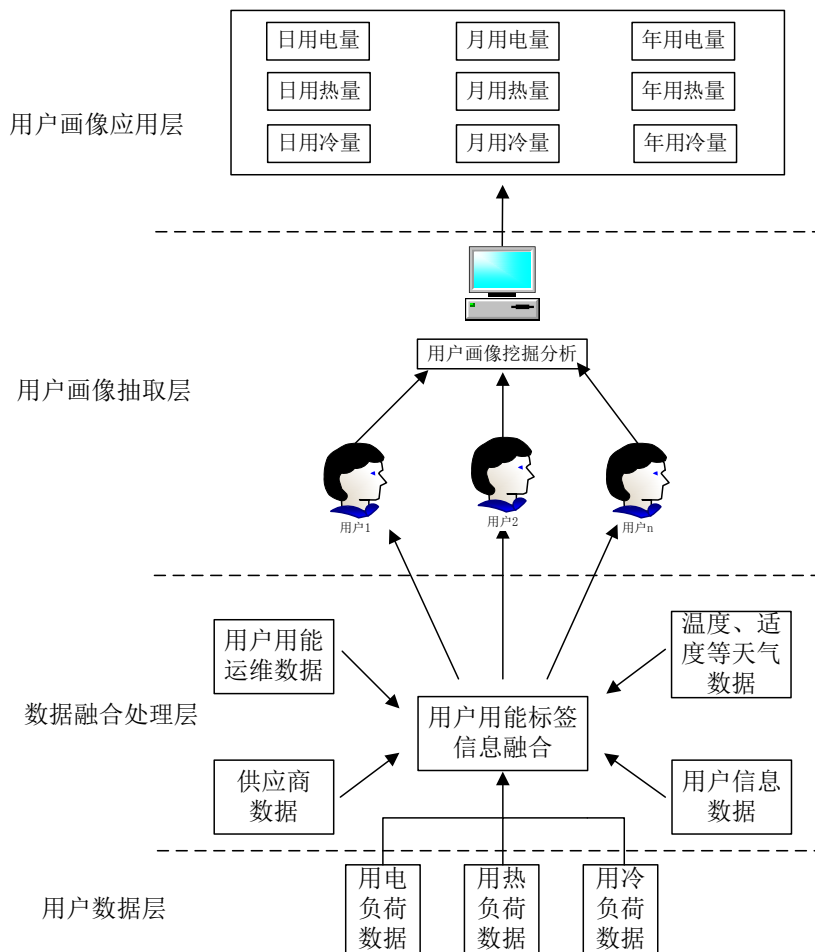 日用电量
月用电量
年用电量
日用热量
月用热量
年用热量
用户画像应用层
日用冷量
月用冷量
年用冷量
用户画像挖掘分析
用户画像抽取层
用户1
用户2
用户n
用户用能
运维数据
温度、适
度等天气
数据
数据融合处理层
用户用能标签
信息融合
供应商
数据
用户信息
数据
用户数据层
用电
负荷
数据
用热
负荷
数据
用冷
负荷
数据